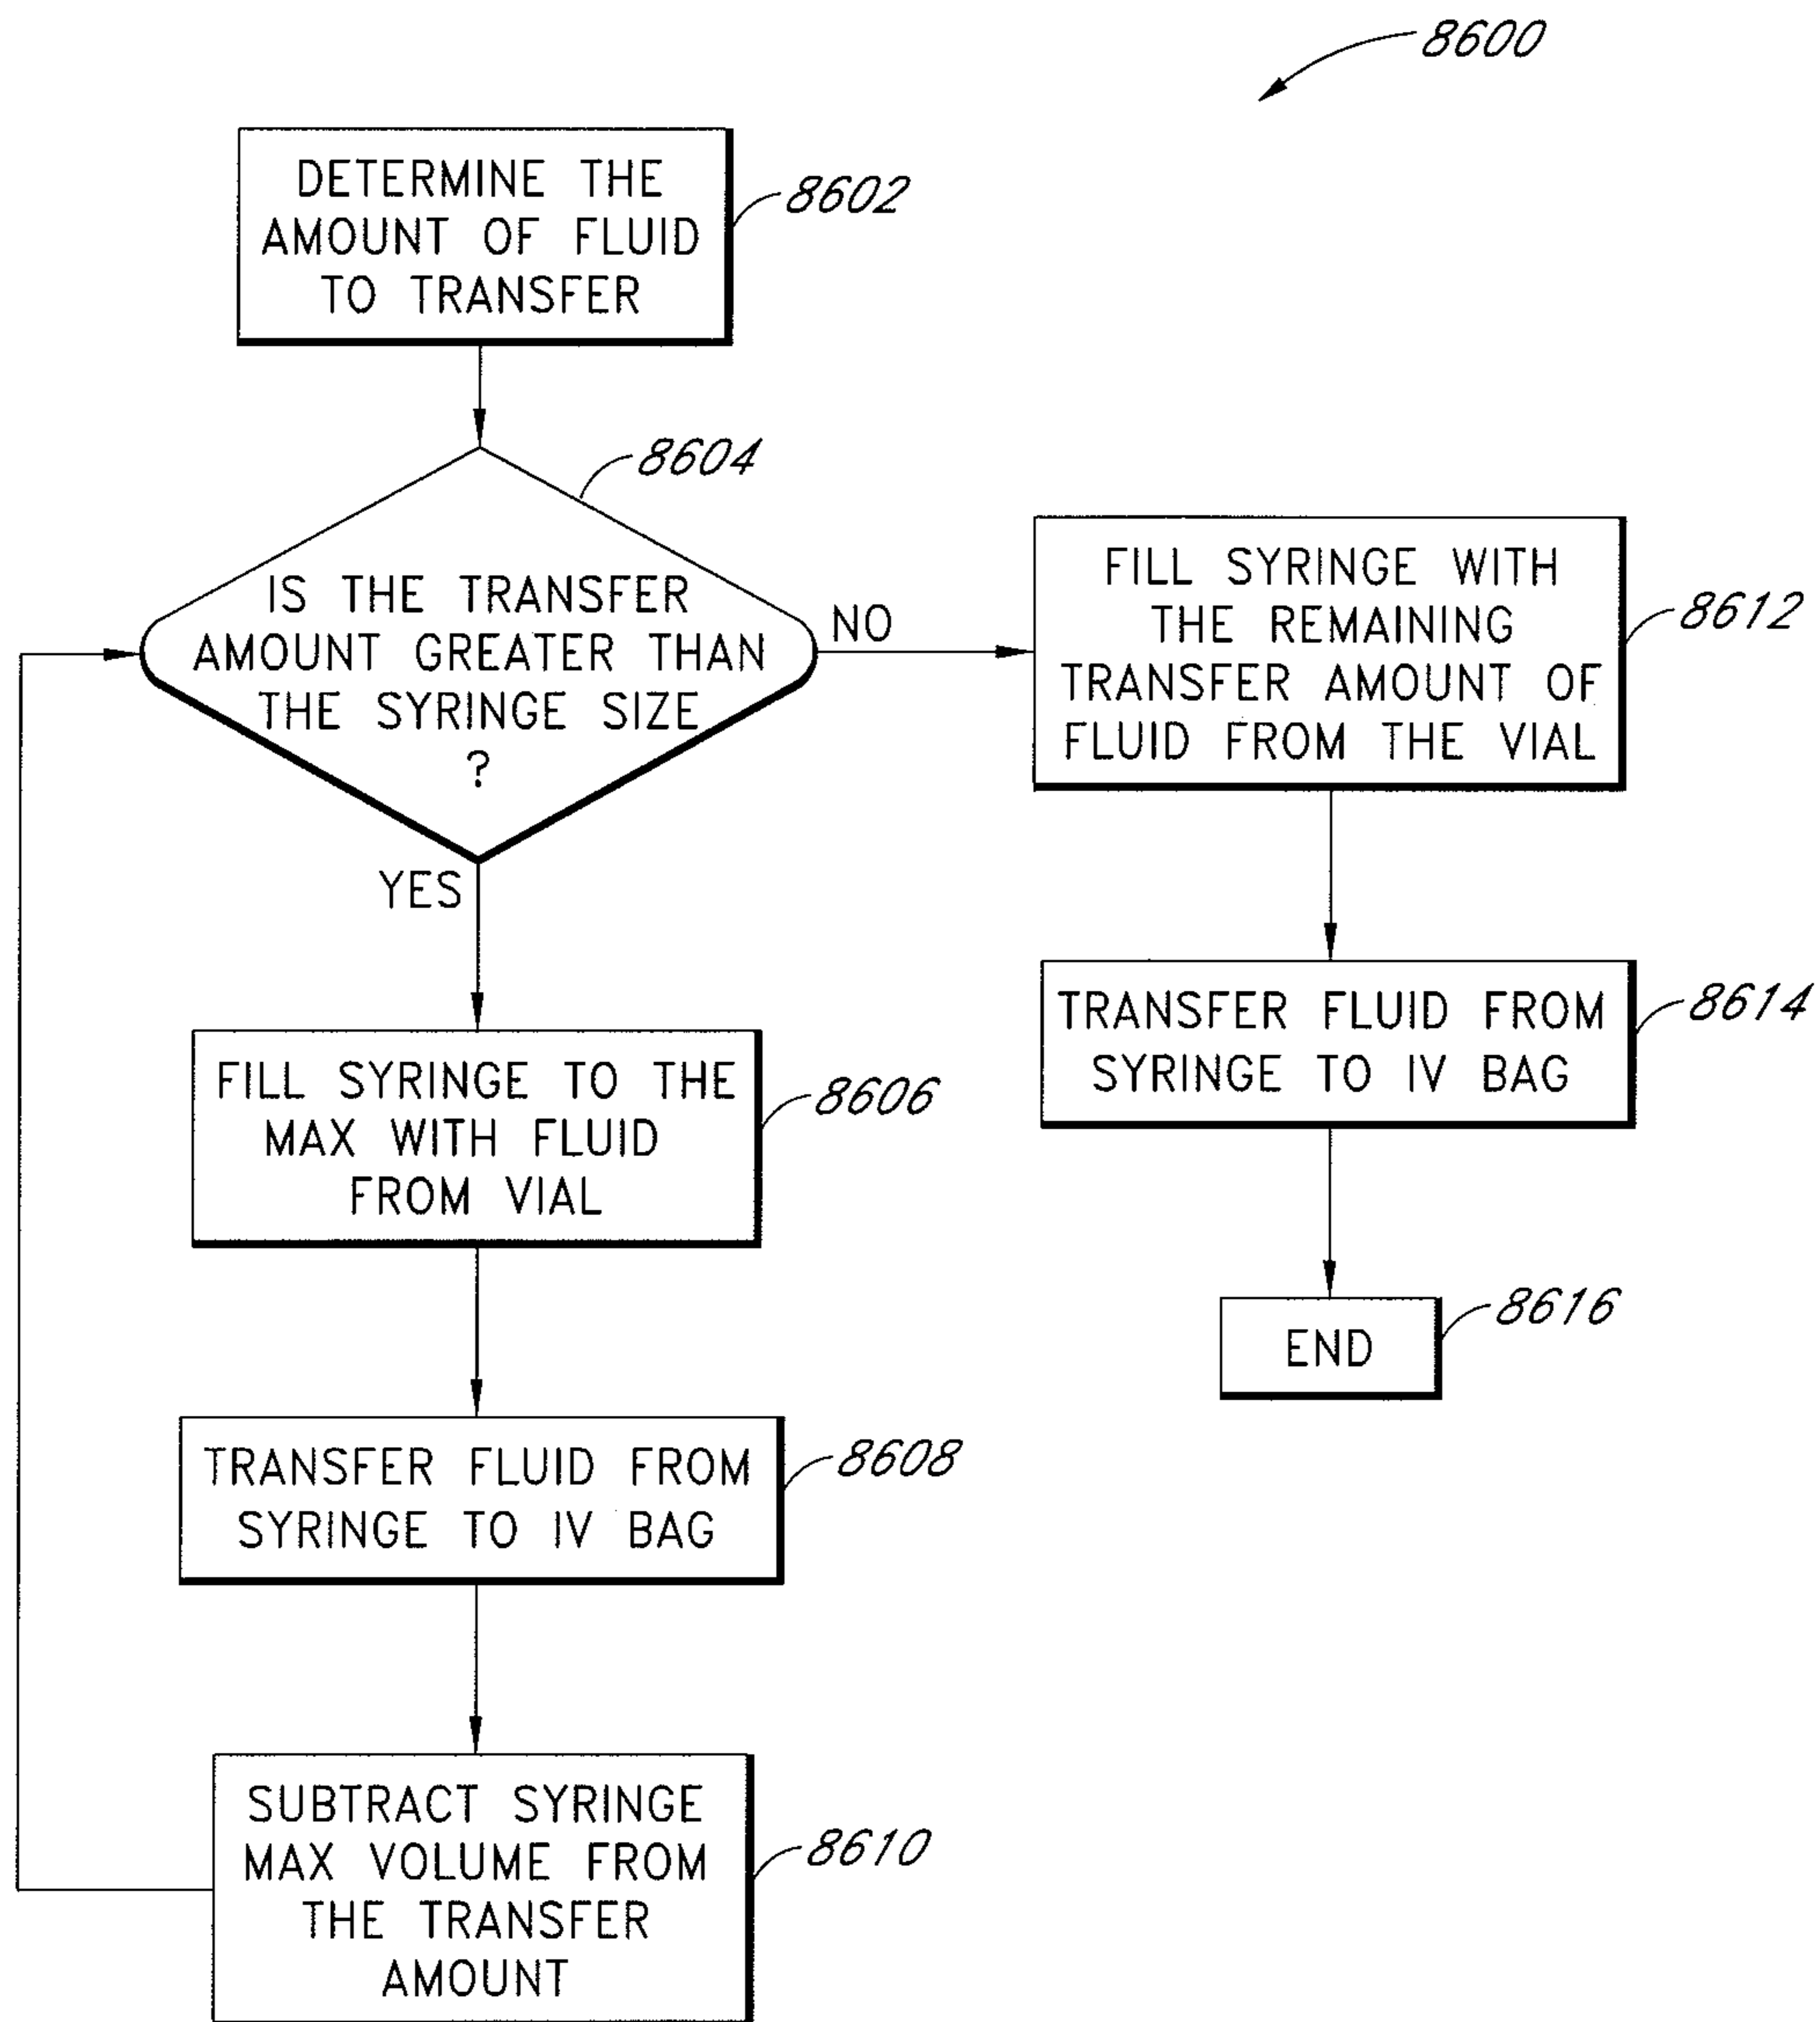 8600
DETERMINE THE
AMOUNT OF FLUID
TO TRANSFER
8602
8604
IS THE TRANSFER
AMOUNT GREATER THAN
THE SYRINGE SIZE
?
NO
YES
FILL SYRINGE WITH
THE REMAINING
TRANSFER AMOUNT OF
FLUID FROM THE VIAL
8612
TRANSFER FLUID FROM
SYRINGE TO IV BAG
8614
END
8616
FILL SYRINGE TO THE
MAX WITH FLUID
FROM VIAL
8606
TRANSFER FLUID FROM
SYRINGE TO IV BAG
8608
SUBTRACT SYRINGE
MAX VOLUME FROM
THE TRANSFER
AMOUNT
8610